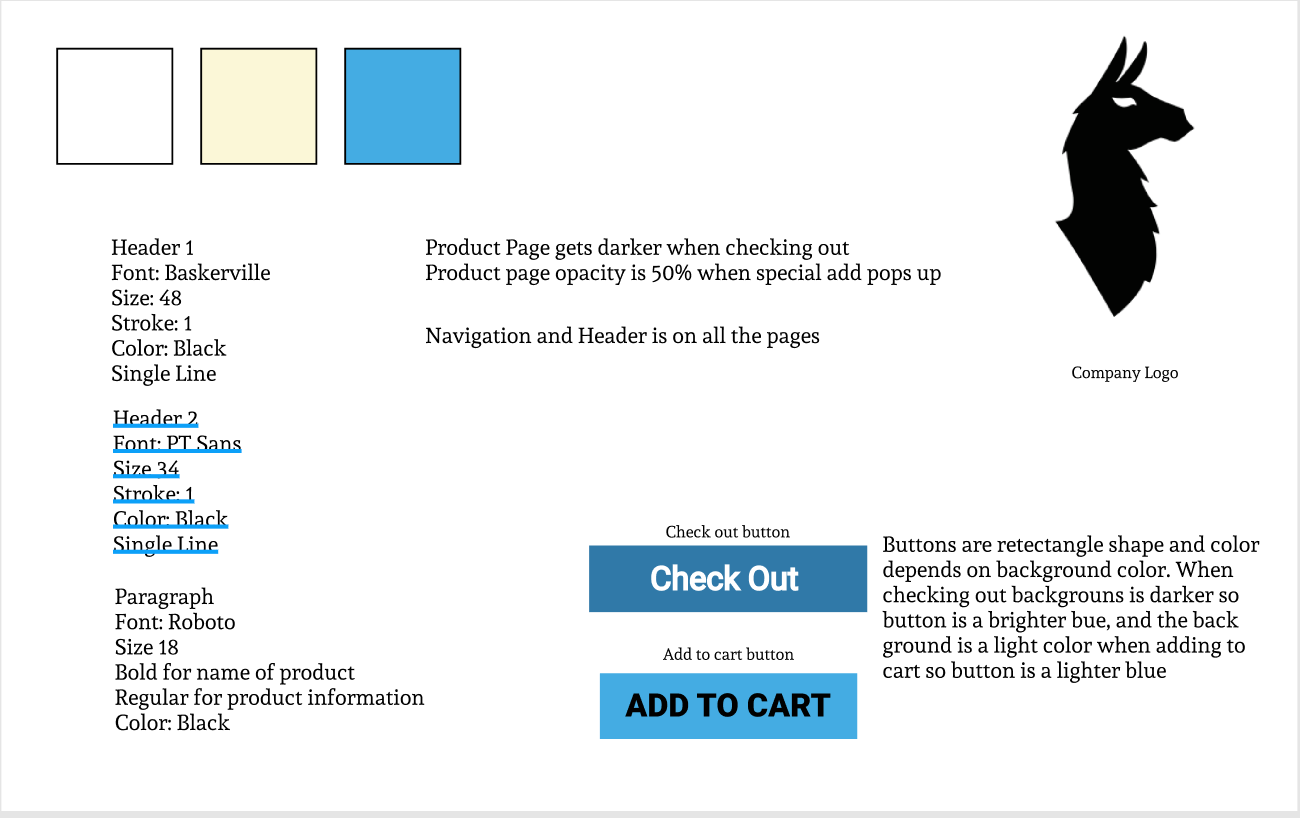 Header 1
Font: Baskerville
Size: 48
Stroke: 1
Color: Black
Single Line
Product Page gets darker when checking out
Product page opacity is 50% when special add pops up
Navigation and Header is on all the pages
Company Logo
Header 2
Font: PT Sans
Size 34
Stroke: 1
Color: Black
Single Line
Paragraph
Font: Roboto
Size 18
Bold for name of product
Regular for product information
Color: Black
Check out button
Check Out
Add to cart button
ADD TO CART
Buttons are retectangle shape and color
depends on background color. When
checking out backgrouns is darker so
button is a brighter bue, and the back
ground is a light color when adding to
cart so button is a lighter blue